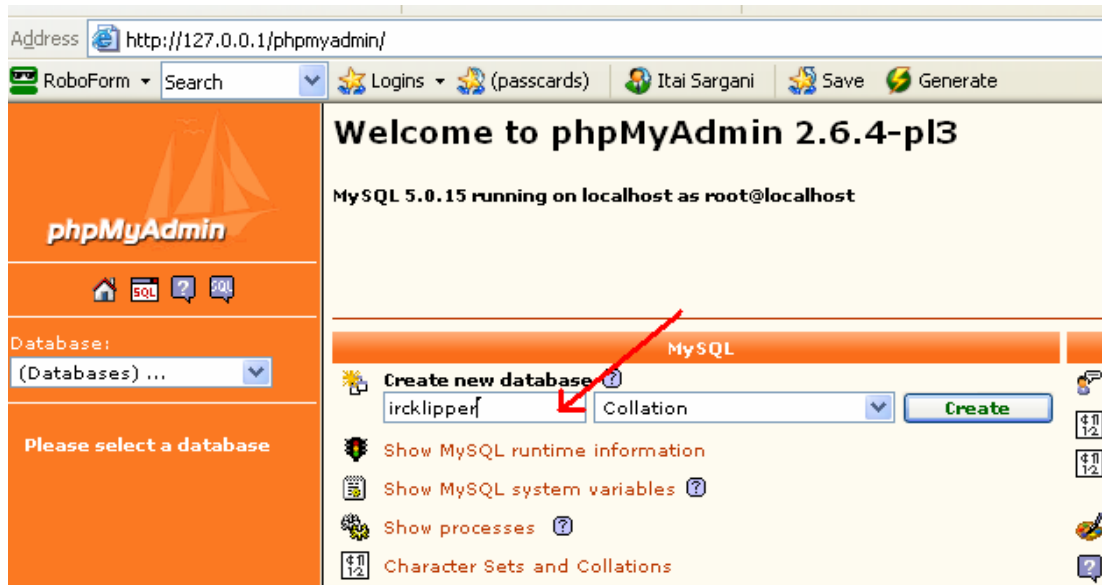 Address http://127.0.0.1/phpmyadmin/
RoboForm Search Logins (passcards) Itai Sargani Save Generate
phpMyAdmin
SQL SQL
Database:
(Databases) ...
Please select a database
Welcome to phpMyAdmin 2.6.4-pl3
MySQL 5.0.15 running on localhost as root@localhost
MySQL
Create new database
ircklipper Collation Create
Show MySQL runtime information
Show MySQL system variables
Show processes
Character Sets and Collations